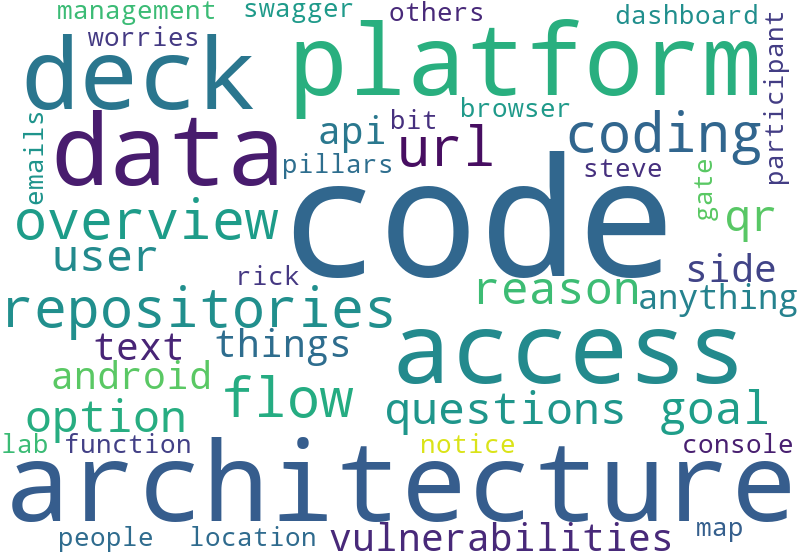 management
swagger
others
dashboard
worries
deck
platform
participant
browser
emails
data
api
bit
url
coding
pillars
steve
gate
code
overview
qr
user
side
rick
reason
anything
repositories
text
things
access
android
flow
option
questions
goal
lab
function
notice
console
architecture
people
location
vulnerabilities
map